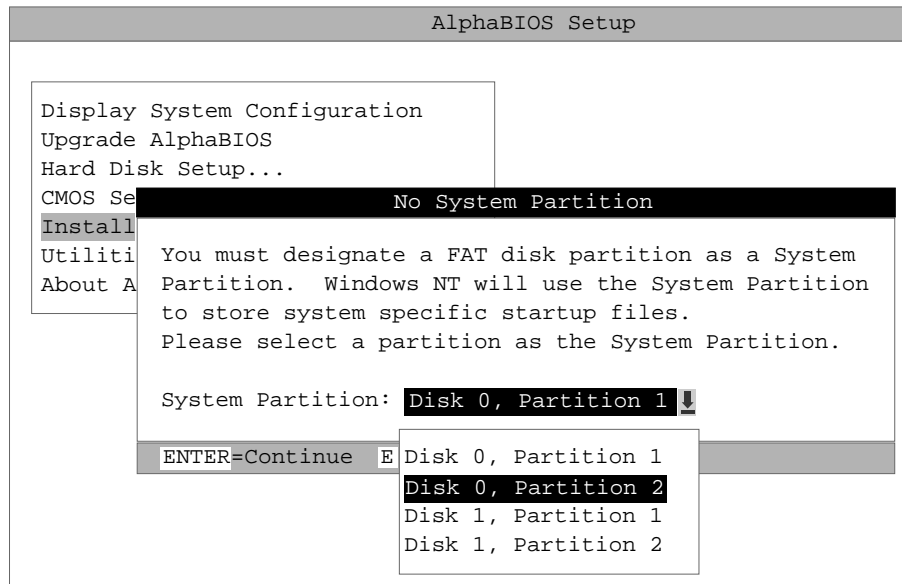 AlphaBIOS Setup
Display System Configuration
Upgrade AlphaBIOS
Hard Disk Setup...
CMOS Se
Install
Utiliti
About A
No System Partition
You must designate a FAT disk partition as a System
Partition.  Windows NT will use the System Partition
to store system specific startup files.
Please select a partition as the System Partition.
System Partition: Disk 0, Partition 1
ENTER=Continue E
Disk 0, Partition 1
Disk 0, Partition 2
Disk 1, Partition 1
Disk 1, Partition 2